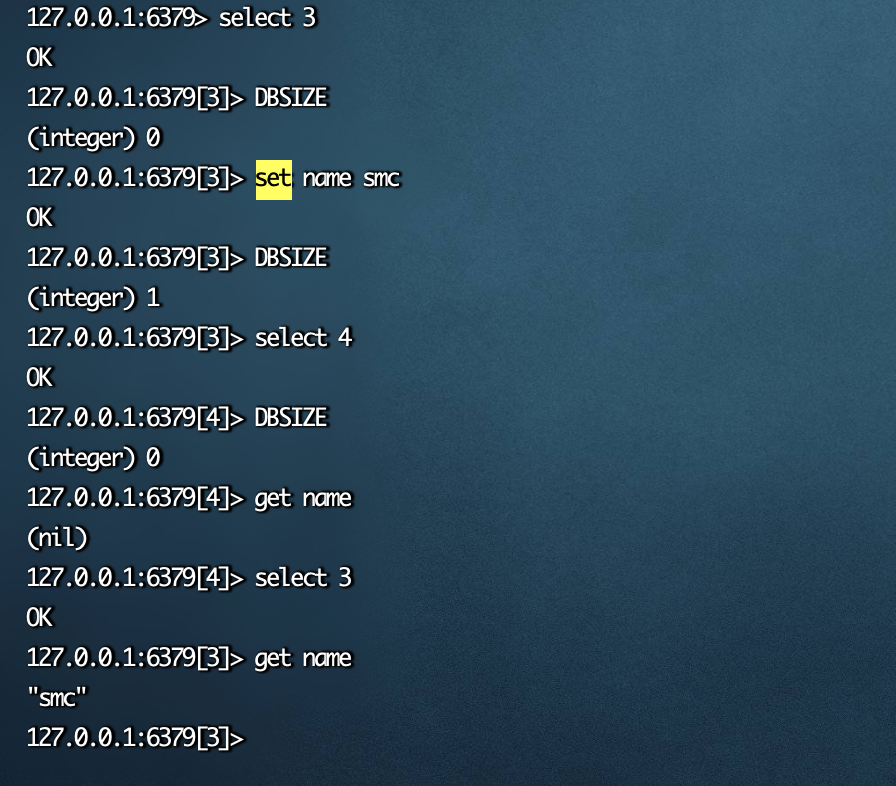 127.0.0.1:6379> select 3
OK
127.0.0.1:6379[3]> DBSIZE
(integer) 0
127.0.0.1:6379[3]> set name smc
OK
127.0.0.1:6379[3]> DBSIZE
(integer) 1
127.0.0.1:6379[3]> select 4
OK
127.0.0.1:6379[4]> DBSIZE
(integer) 0
127.0.0.1:6379[4]> get name
(nil)
127.0.0.1:6379[4]> select 3
OK
127.0.0.1:6379[3]> get name
"smc"
127.0.0.1:6379[3]>